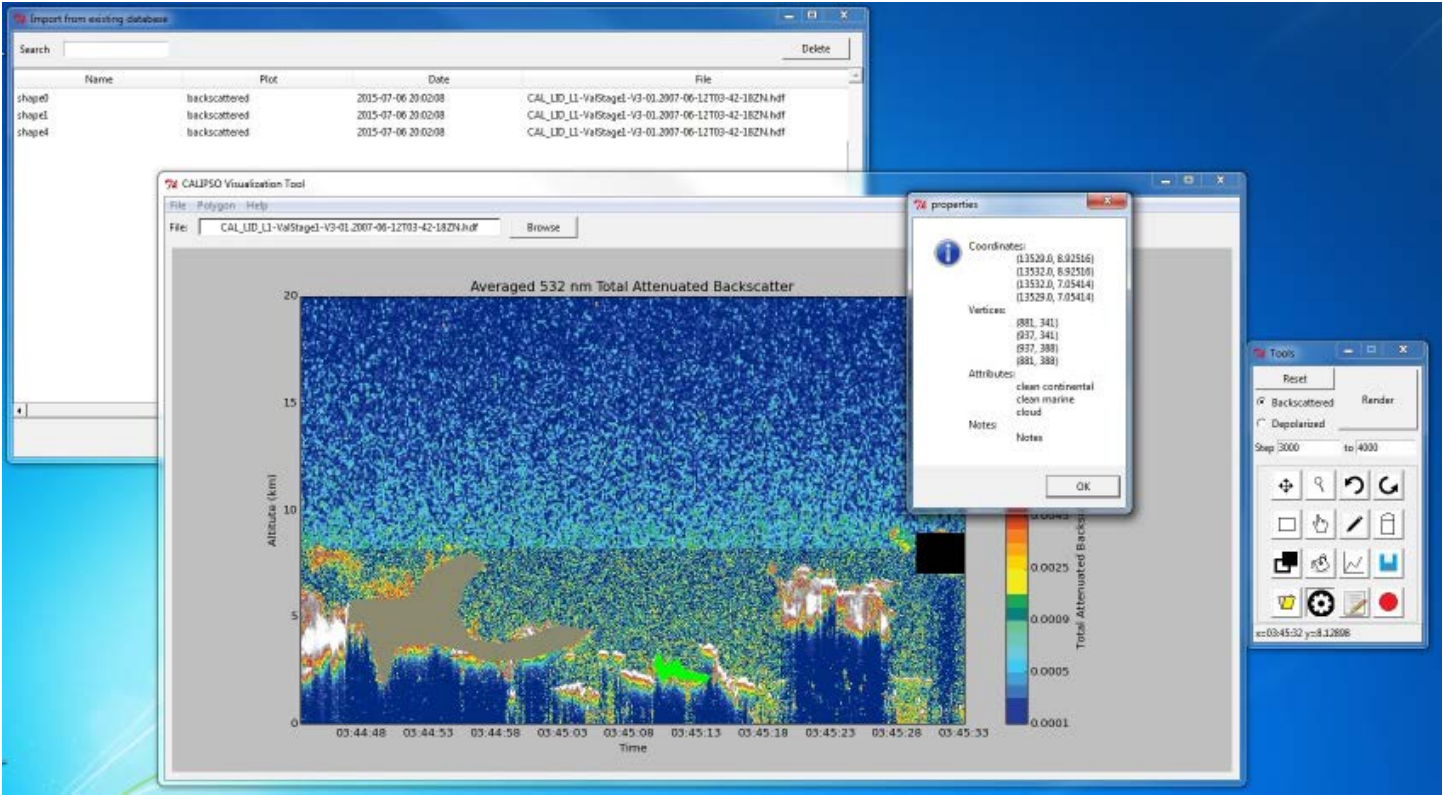 Import from existing database
Search
Delete
Name Plot Date File
shape0 backscattered 2015-07-06 20:02:08 CAL_LID_L1-ValStage1-V3-01.2007-06-12T03-42-18ZN.hdf
shape1 backscattered 2015-07-06 20:02:08 CAL_LID_L1-ValStage1-V3-01.2007-06-12T03-42-18ZN.hdf
shape4 backscattered 2015-07-06 20:02:08 CAL_LID_L1-ValStage1-V3-01.2007-06-12T03-42-18ZN.hdf
CALIPSO Visualization Tool
File Polygon Help
File: CAL_LID_L1-ValStage1-V3-01.2007-06-12T03-42-18ZN.hdf Browse
Averaged 532 nm Total Attenuated Backscatter
20
15
10
5
0
Altitute (km)
03:44:48 03:44:53 03:44:58 03:45:03 03:45:08 03:45:13 03:45:18 03:45:23 03:45:28 03:45:33
Time
0.0045
0.0025
0.0009
0.0005
0.0001
Total Attenuated Backs
properties
Coordinates:
(13529.0, 8.92516)
(13532.0, 8.92516)
(13532.0, 7.05414)
(13529.0, 7.05414)
Vertices:
(881, 341)
(937, 341)
(937, 388)
(881, 388)
Attributes:
clean continental
clean marine
cloud
Notes:
Notes
OK
Tools
Reset
Backscattered
Render
Depolarized
Step 3000 to 4000
x=03:45:32 y=8.12898